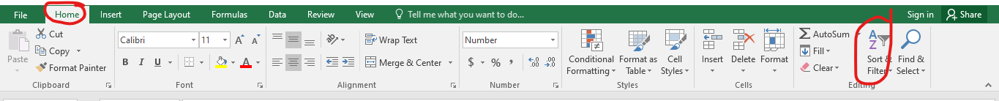 File Home Insert Page Layout Formulas Data Review View Tell me what you want to do... Sign in Share
Paste
Cut
Copy
Format Painter
Clipboard
Calibri 11 A A
B I U A
Font
ab
Wrap Text
Merge & Center
Alignment
Number
$ % , .0 .00 .00 .0
Number
Conditional Formatting
Format as Table
Cell Styles
Styles
Insert Delete Format
Cells
Σ AutoSum
Fill
Clear
A Z
Sort & Filter
Find & Select
Editing